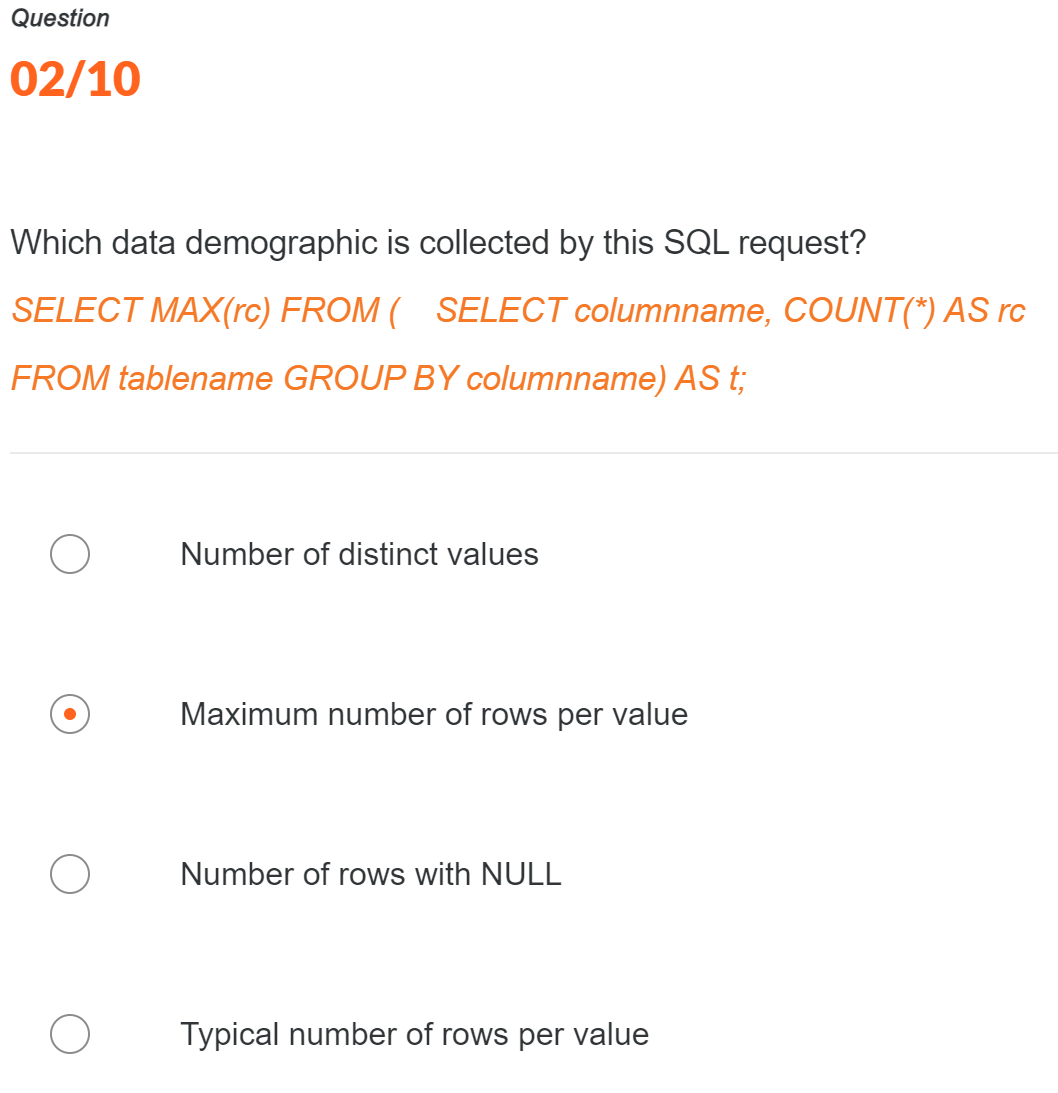 Question
02/10
Which data demographic is collected by this SQL request?
SELECT MAX(rc) FROM (    SELECT columnname, COUNT(*) AS rc
FROM tablename GROUP BY columnname) AS t;
Number of distinct values
Maximum number of rows per value
Number of rows with NULL
Typical number of rows per value